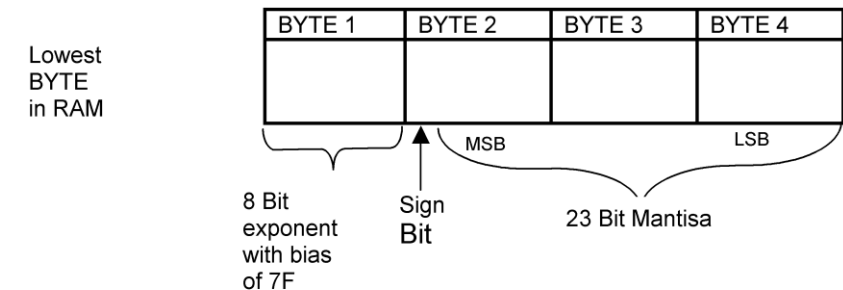 BYTE 1 BYTE 2 BYTE 3 BYTE 4
Lowest
BYTE
in RAM
MSB LSB
8 Bit
exponent
with bias
of 7F
Sign
Bit
23 Bit Mantisa